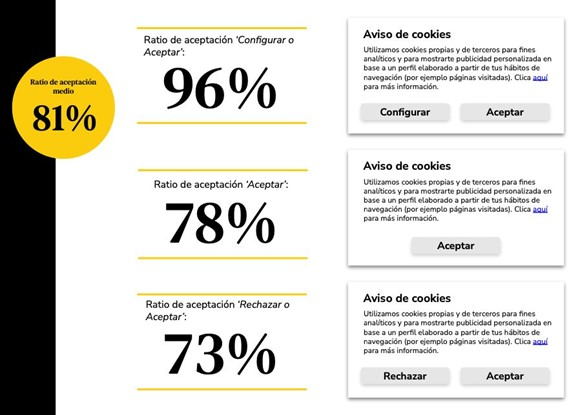 Ratio de aceptación
medio
81%
Ratio de aceptación ‘Configurar o
Aceptar’:
96%
Aviso de cookies
Utilizamos cookies propias y de terceros para fines
analíticos y para mostrarte publicidad personalizada en
base a un perfil elaborado a partir de tus hábitos de
navegación (por ejemplo páginas visitadas). Clica aquí
para más información.
Configurar Aceptar
Ratio de aceptación ‘Aceptar’:
78%
Aviso de cookies
Utilizamos cookies propias y de terceros para fines
analíticos y para mostrarte publicidad personalizada en
base a un perfil elaborado a partir de tus hábitos de
navegación (por ejemplo páginas visitadas). Clica aquí
para más información.
Aceptar
Ratio de aceptación ‘Rechazar o
Aceptar’:
73%
Aviso de cookies
Utilizamos cookies propias y de terceros para fines
analíticos y para mostrarte publicidad personalizada en
base a un perfil elaborado a partir de tus hábitos de
navegación (por ejemplo páginas visitadas). Clica aquí
para más información.
Rechazar Aceptar